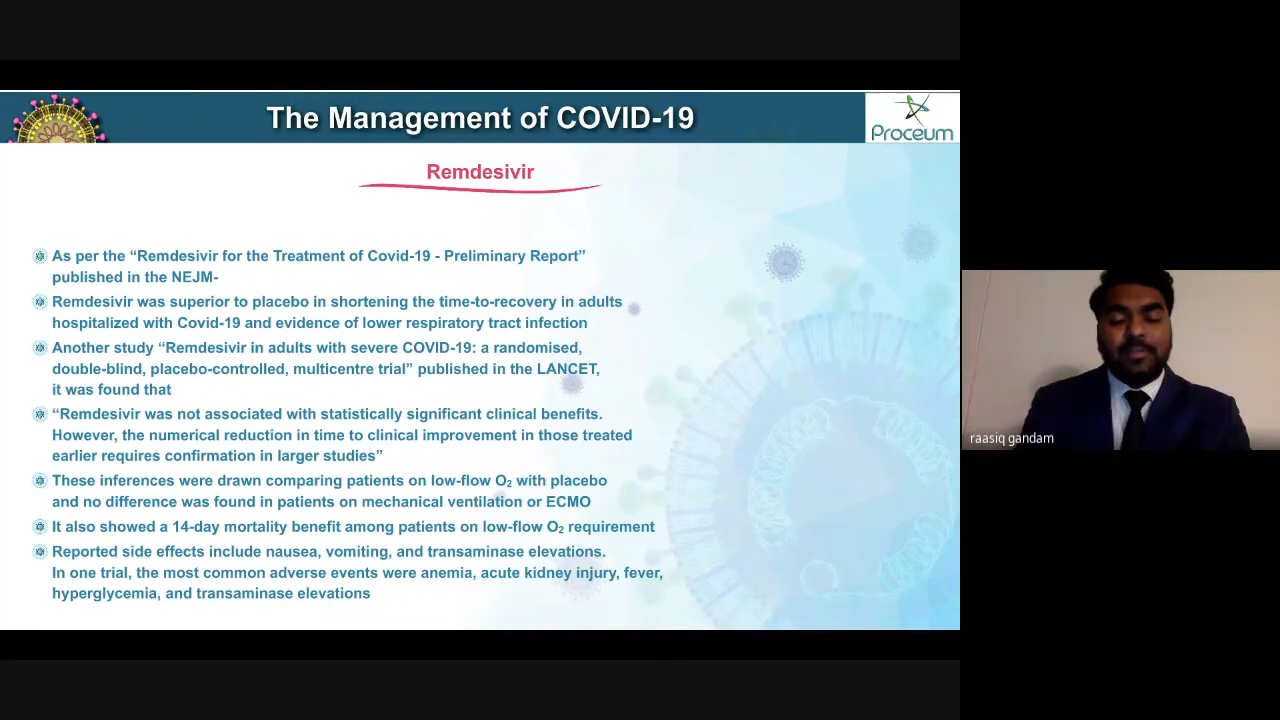 The Management of COVID-19
Proceum
Remdesivir
As per the “Remdesivir for the Treatment of Covid-19 - Preliminary Report”
published in the NEJM-
Remdesivir was superior to placebo in shortening the time-to-recovery in adults
hospitalized with Covid-19 and evidence of lower respiratory tract infection
Another study “Remdesivir in adults with severe COVID-19: a randomised,
double-blind, placebo-controlled, multicentre trial” published in the LANCET,
it was found that
“Remdesivir was not associated with statistically significant clinical benefits.
However, the numerical reduction in time to clinical improvement in those treated
earlier requires confirmation in larger studies”
These inferences were drawn comparing patients on low-flow O₂ with placebo
and no difference was found in patients on mechanical ventilation or ECMO
It also showed a 14-day mortality benefit among patients on low-flow O₂ requirement
Reported side effects include nausea, vomiting, and transaminase elevations.
In one trial, the most common adverse events were anemia, acute kidney injury, fever,
hyperglycemia, and transaminase elevations
raasiq gandam